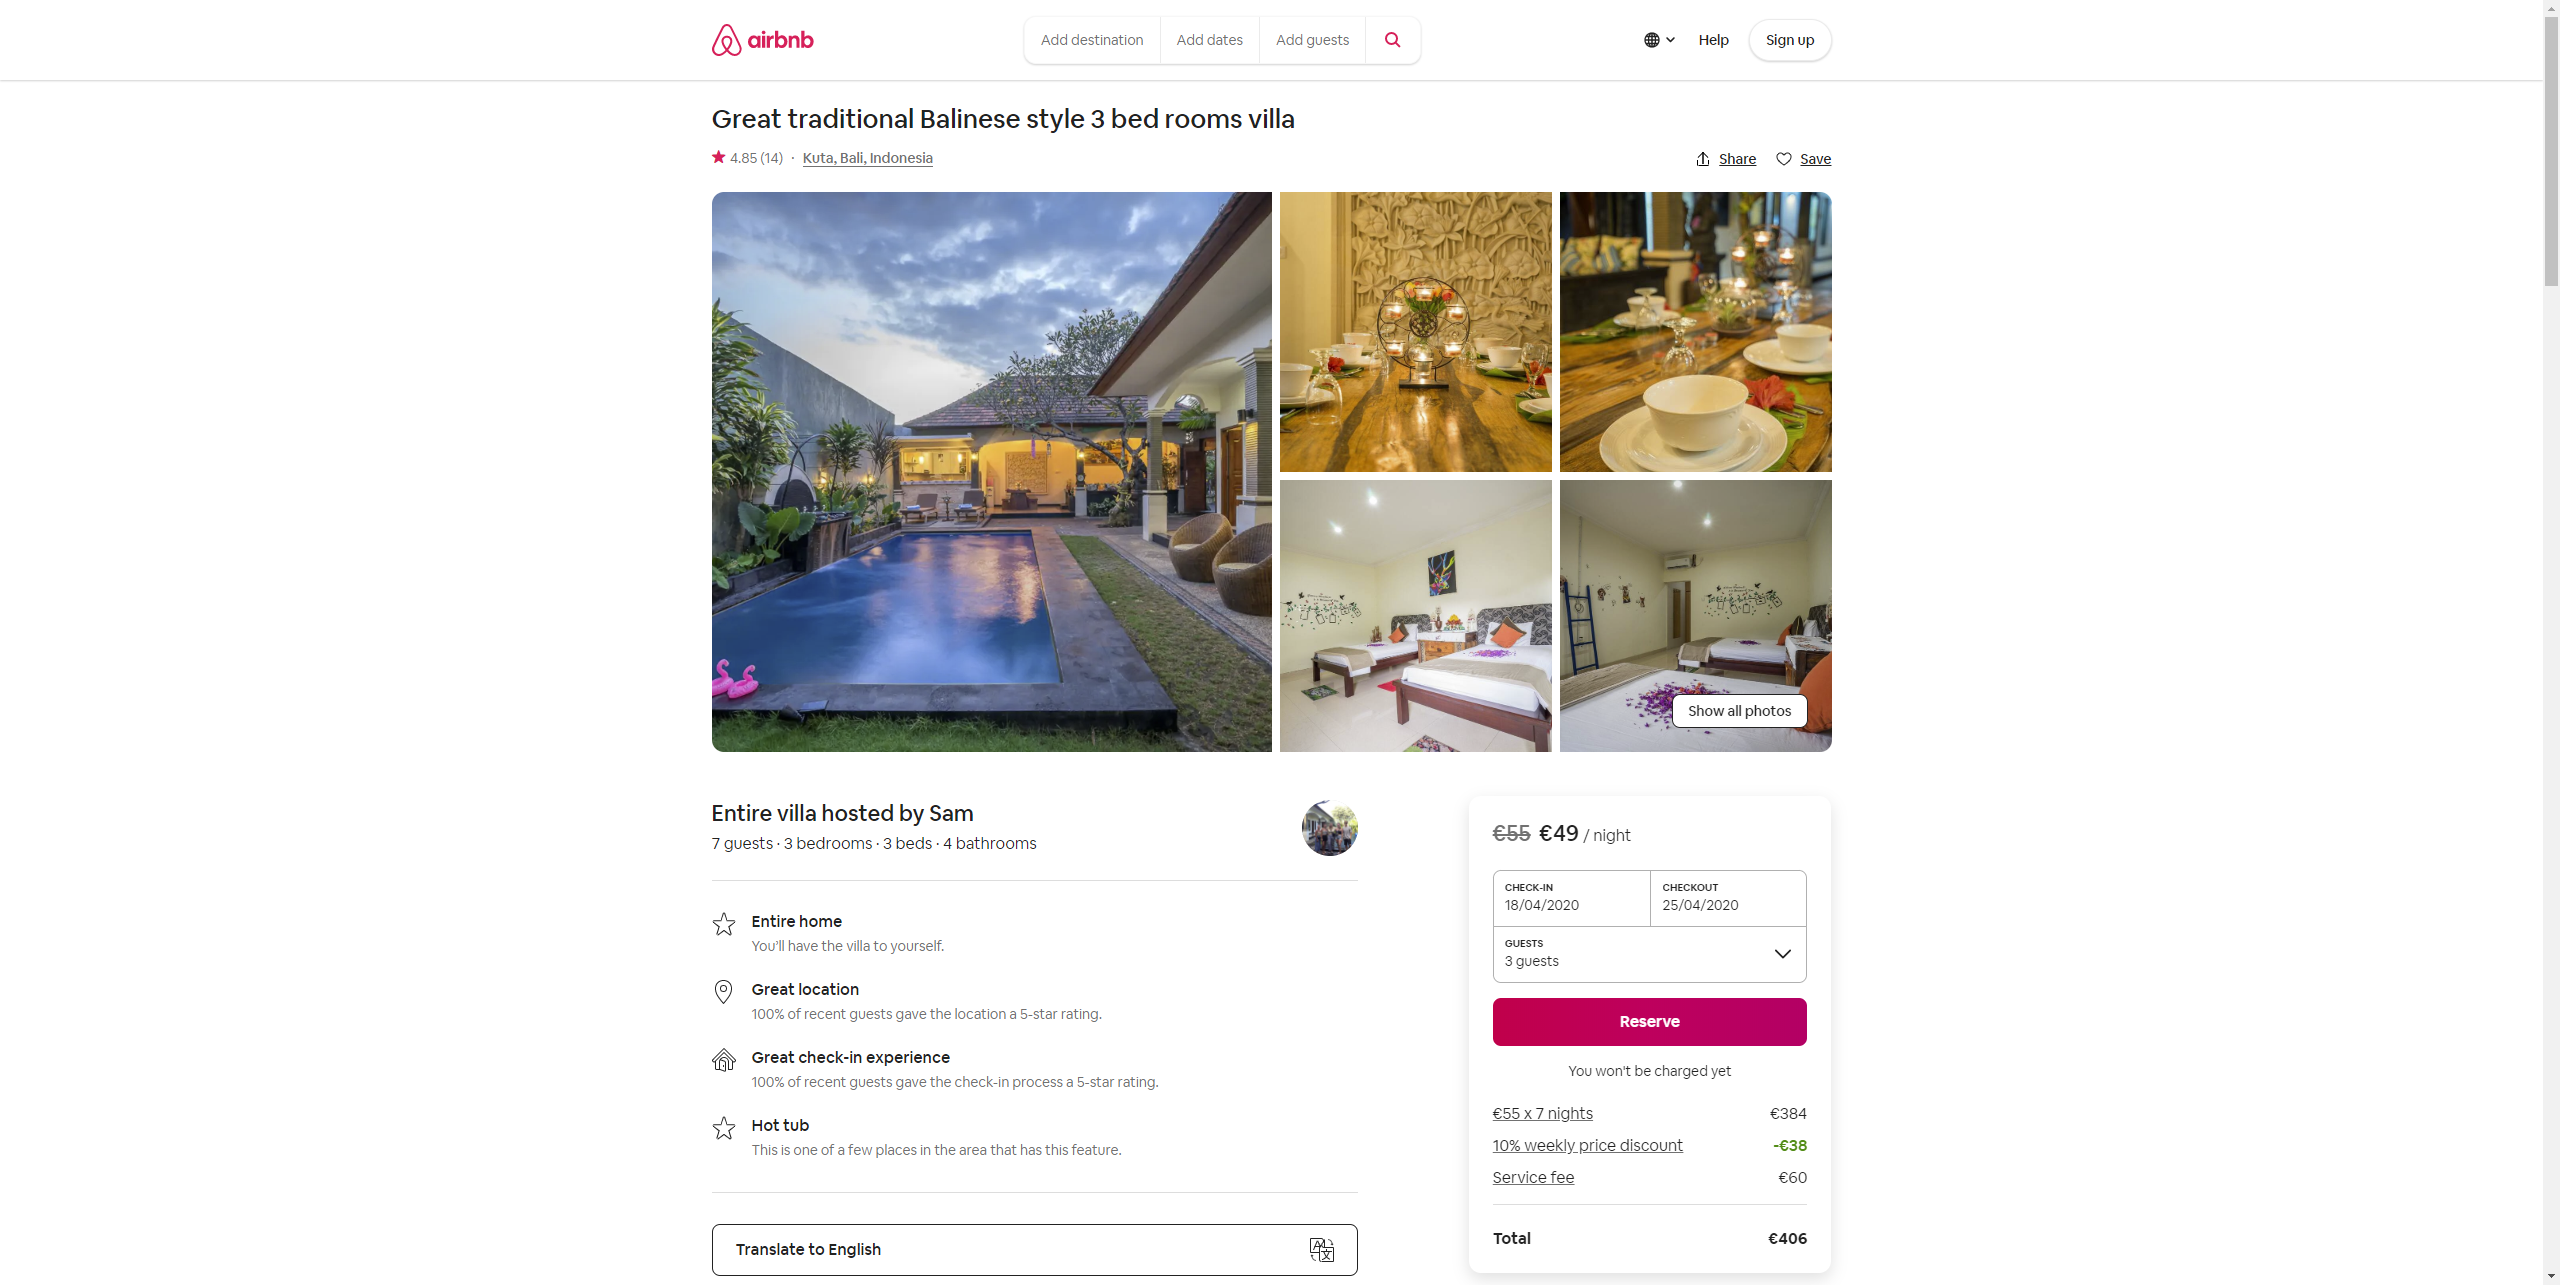 airbnb
Add destination
Add dates
Add guests
Help
Sign up
Great traditional Balinese style 3 bed rooms villa
4.85 (14) · Kuta, Bali, Indonesia
Share
Save
Show all photos
Entire villa hosted by Sam
7 guests · 3 bedrooms · 3 beds · 4 bathrooms
Entire home
You'll have the villa to yourself.
Great location
100% of recent guests gave the location a 5-star rating.
Great check-in experience
100% of recent guests gave the check-in process a 5-star rating.
Hot tub
This is one of a few places in the area that has this feature.
Translate to English
€55 €49 / night
CHECK-IN
18/04/2020
CHECKOUT
25/04/2020
GUESTS
3 guests
Reserve
You won't be charged yet
€55 x 7 nights €384
10% weekly price discount -€38
Service fee €60
Total €406